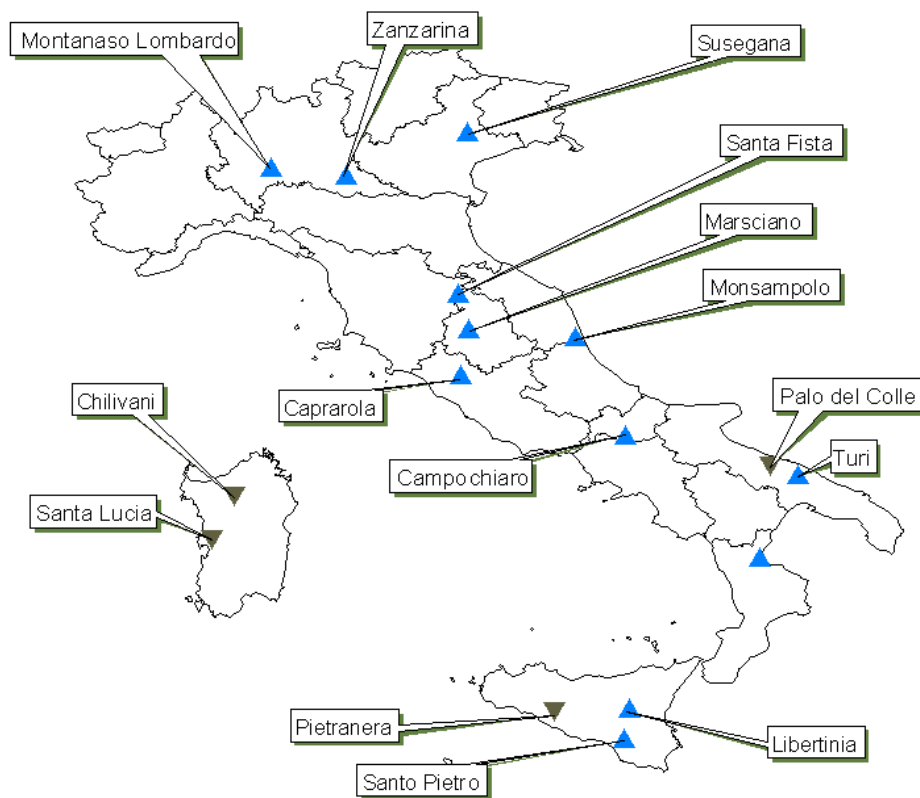 Zanzarina
Montanaso Lombardo
Susegana
Santa Fista
Marsciano
Monsampolo
Chilivani
Caprarola
Palo del Colle
Turi
Campochiaro
Santa Lucia
Pietranera
Libertinia
Santo Pietro